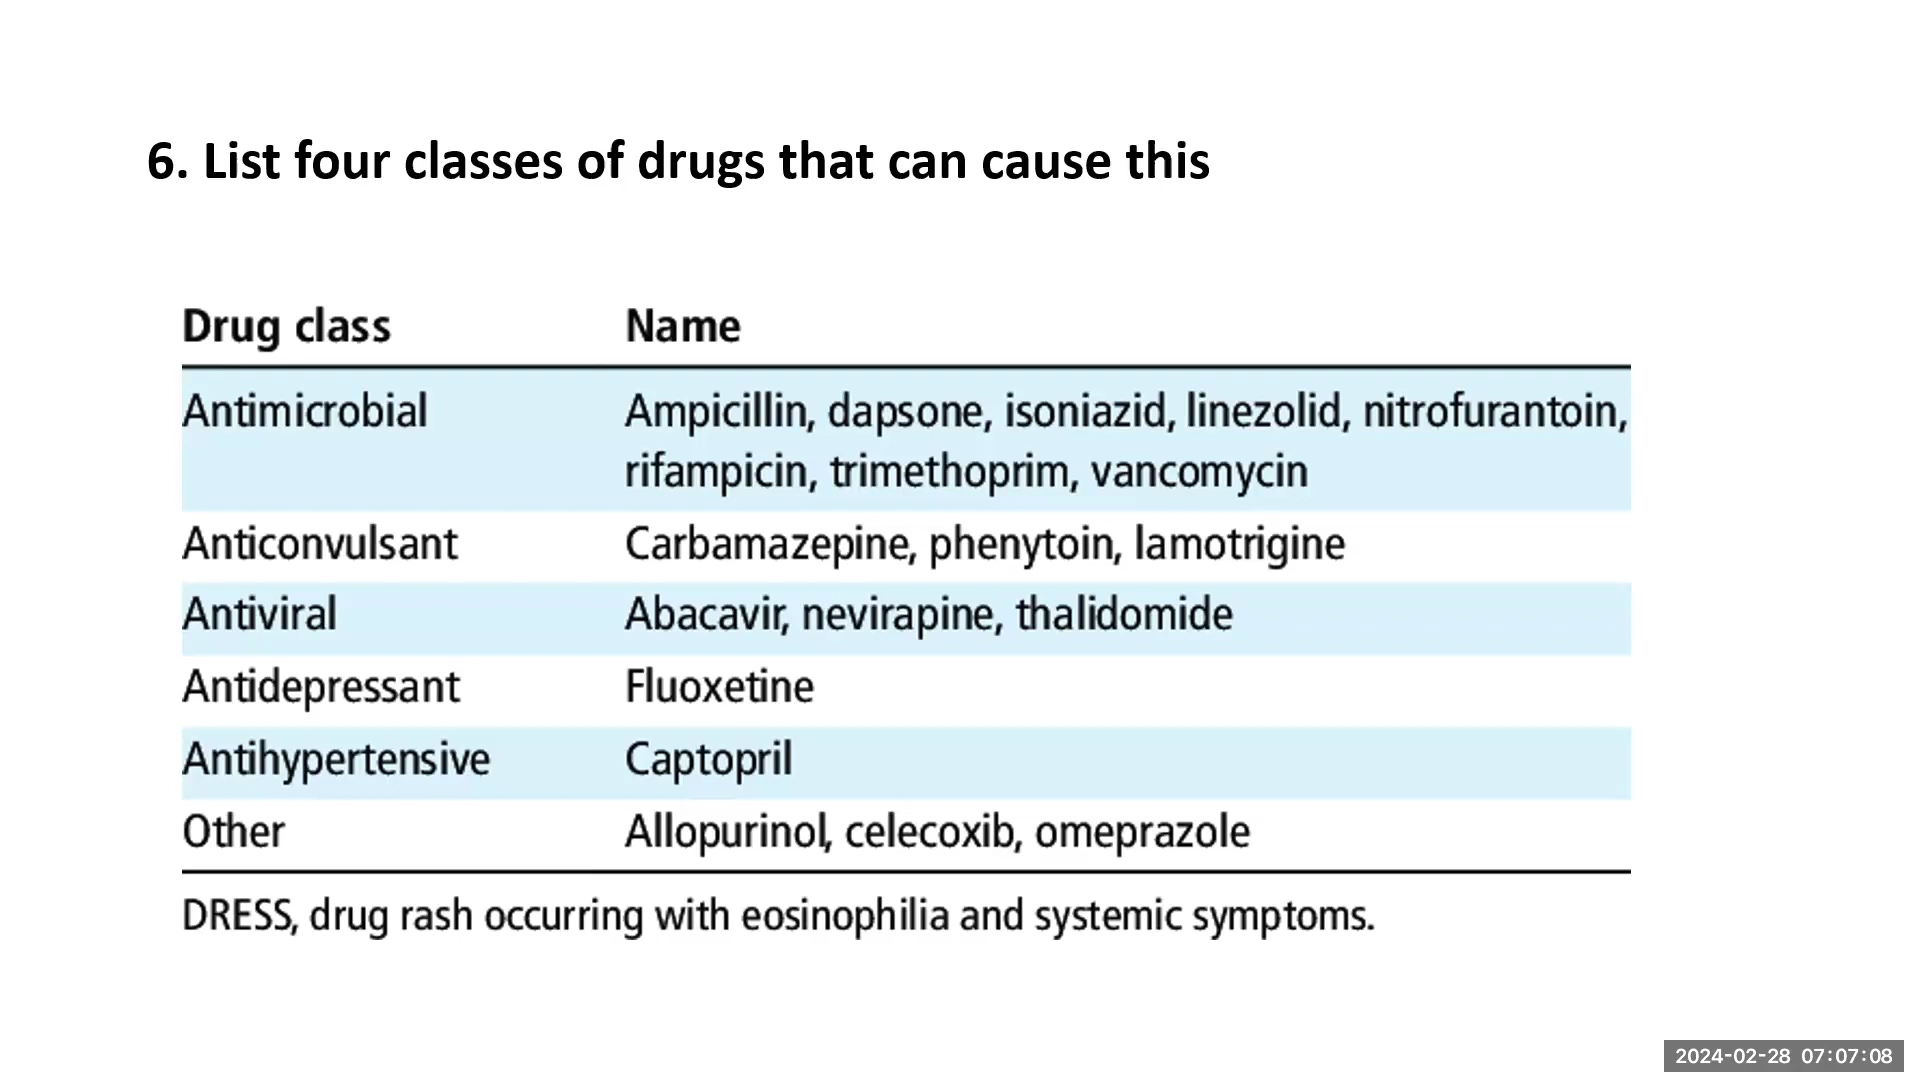 6. List four classes of drugs that can cause this
Drug class Name
Antimicrobial Ampicillin, dapsone, isoniazid, linezolid, nitrofurantoin,
rifampicin, trimethoprim, vancomycin
Anticonvulsant Carbamazepine, phenytoin, lamotrigine
Antiviral Abacavir, nevirapine, thalidomide
Antidepressant Fluoxetine
Antihypertensive Captopril
Other Allopurinol, celecoxib, omeprazole
DRESS, drug rash occurring with eosinophilia and systemic symptoms.
2024-02-28 07:07:08